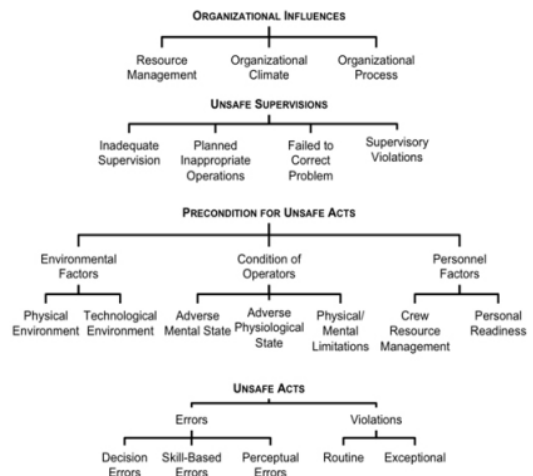 ORGANIZATIONAL INFLUENCES
Resource Organizational Organizational
Management Climate Process
UNSAFE SUPERVISIONS
Inadequate Planned Failed to Supervisory
Supervision Inappropriate Correct Violations
Operations Problem
PRECONDITION FOR UNSAFE ACTS
Environmental Condition of Personnel
Factors Operators Factors
Physical Technological Adverse Adverse Physical/ Crew Personal
Environment Environment Mental State Physiological Mental Resource Readiness
State Limitations Management
UNSAFE ACTS
Errors Violations
Decision Skill-Based Perceptual Routine Exceptional
Errors Errors Errors